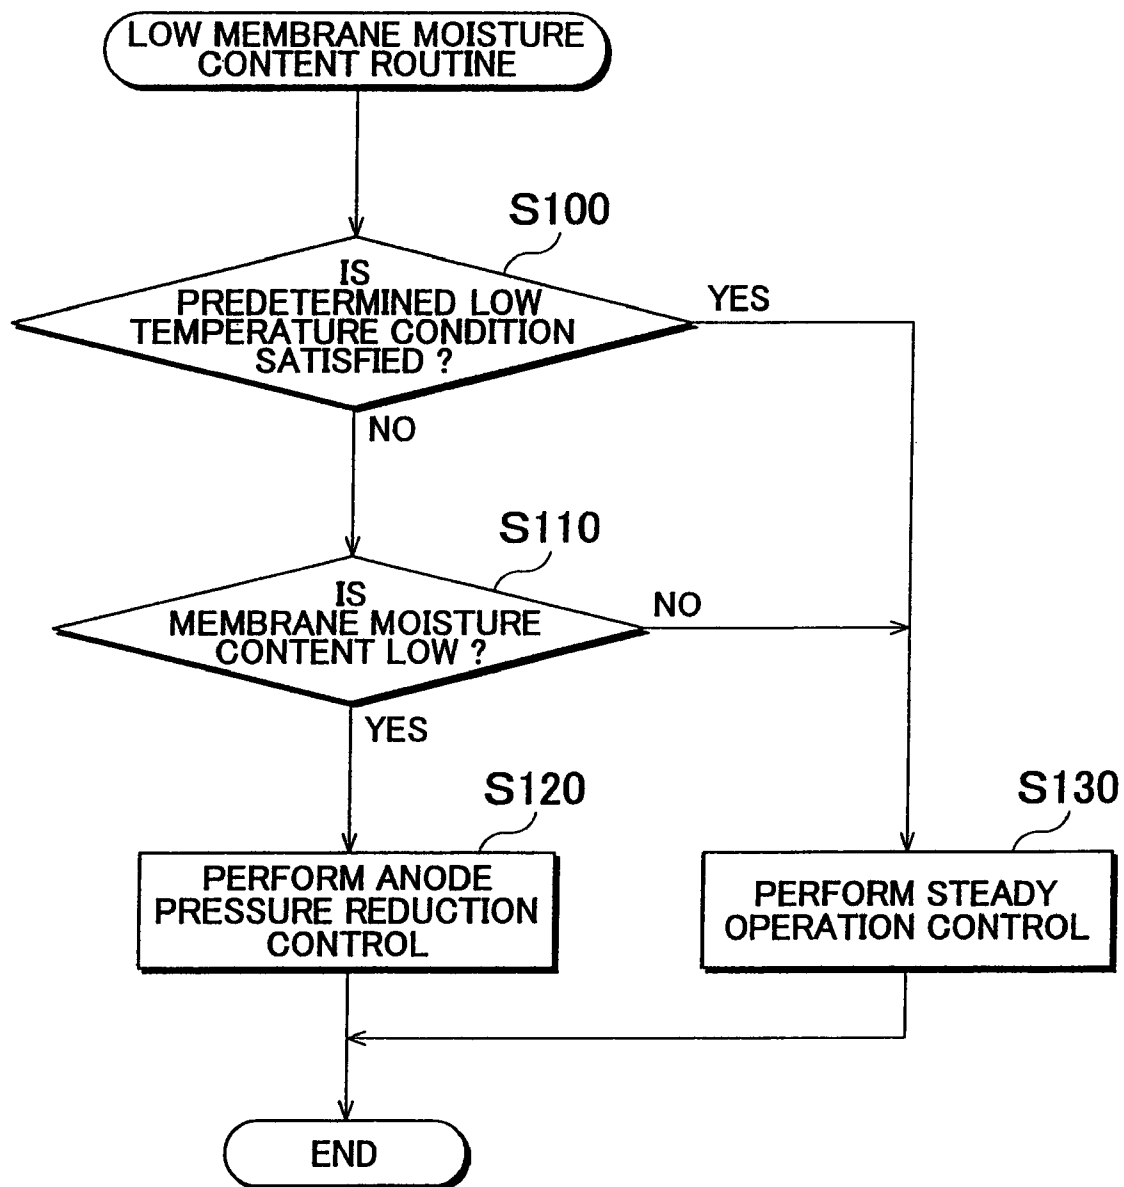 LOW MEMBRANE MOISTURE
CONTENT ROUTINE
S100
IS
PREDETERMINED LOW
TEMPERATURE CONDITION
SATISFIED ?
YES
NO
S110
IS
MEMBRANE MOISTURE
CONTENT LOW ?
NO
YES
S120
PERFORM ANODE
PRESSURE REDUCTION
CONTROL
S130
PERFORM STEADY
OPERATION CONTROL
END